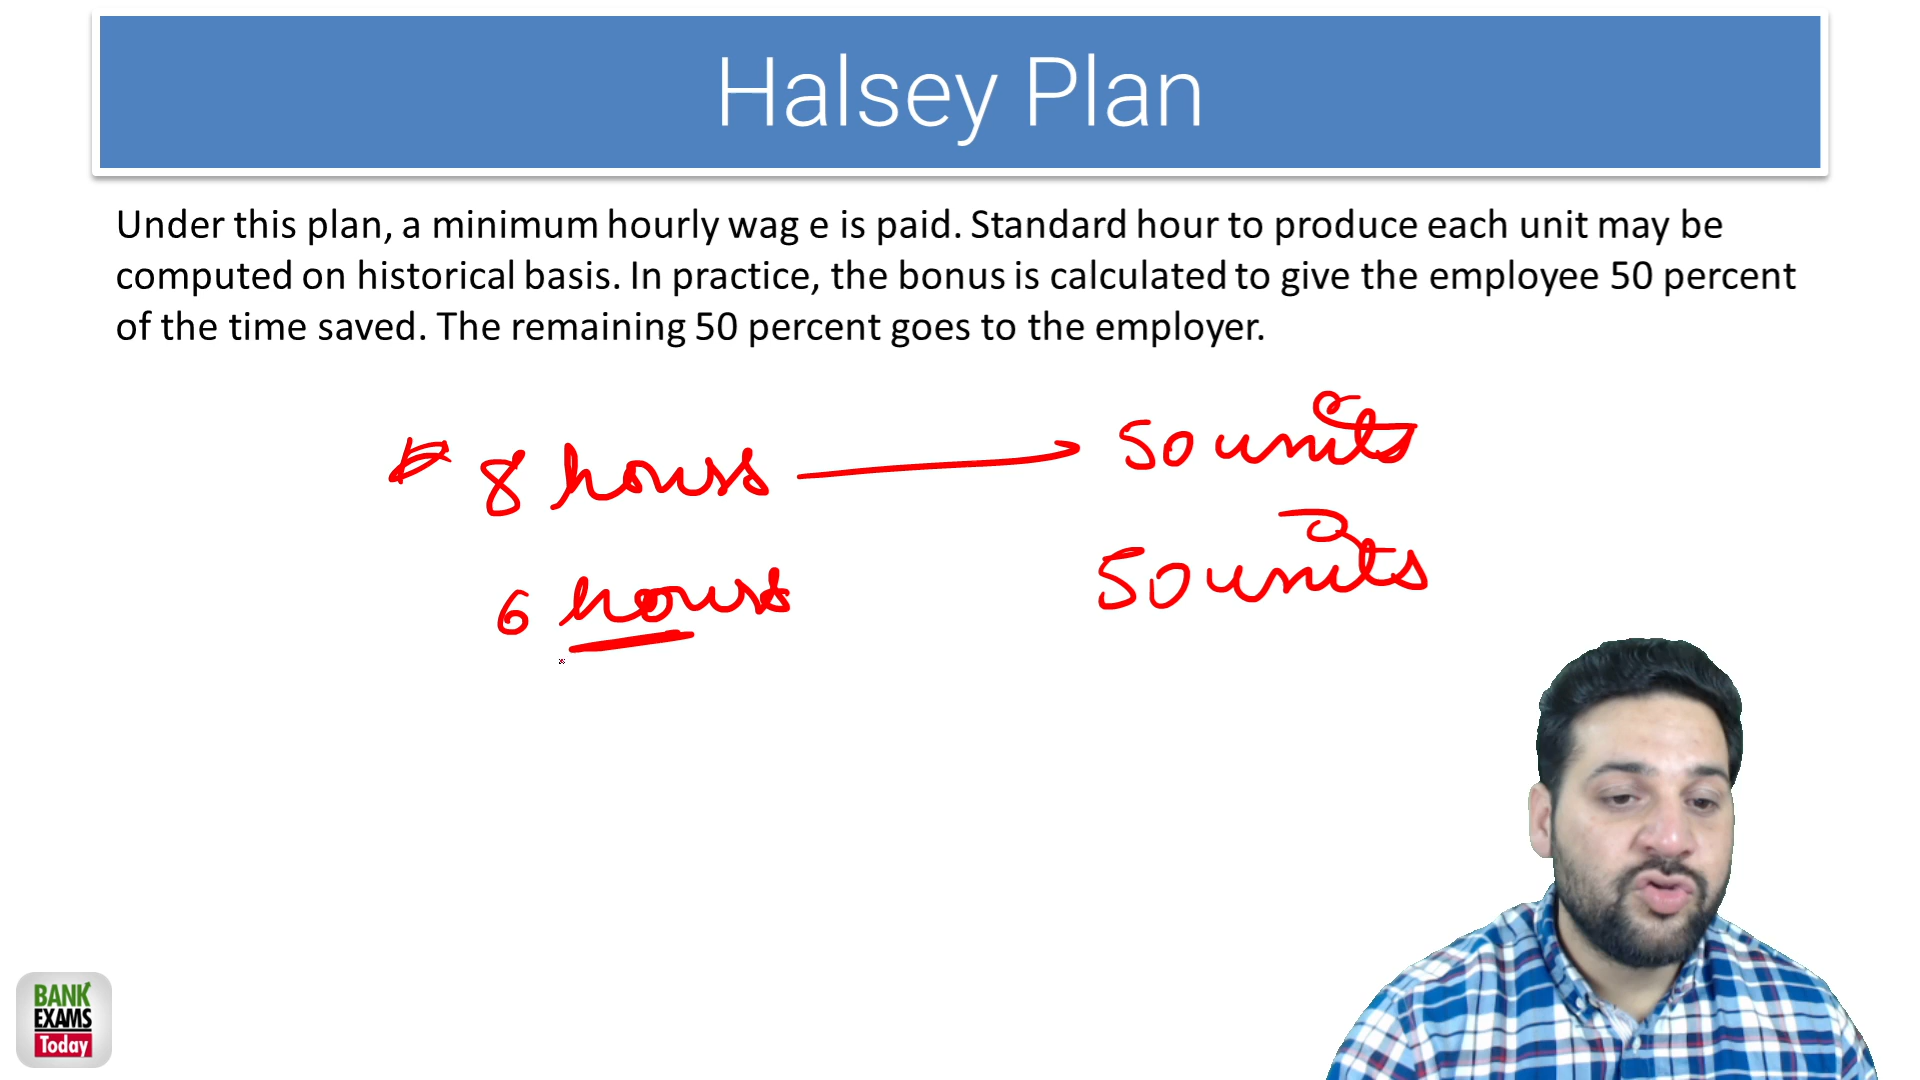 Halsey Plan
Under this plan, a minimum hourly wag e is paid. Standard hour to produce each unit may be
computed on historical basis. In practice, the bonus is calculated to give the employee 50 percent
of the time saved. The remaining 50 percent goes to the employer.
8 hours 50 units
6 hours 50 units
BANK
EXAMS
Today